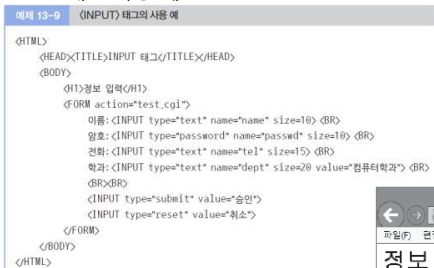 예제 13-9 <INPUT> 태그의 사용 예
<HTML>
<HEAD><TITLE>INPUT 태그</TITLE></HEAD>
<BODY>
<H1>정보 입력</H1>
<FORM action="test.cgi">
이름: <INPUT type="text" name="name" size=10> <BR>
암호: <INPUT type="password" name="passwd" size=10> <BR>
전화: <INPUT type="text" name="tel" size=15> <BR>
학과: <INPUT type="text" name="dept" size=20 value="컴퓨터학과"> <BR>
<BR><BR>
<INPUT type="submit" value="승인">
<INPUT type="reset" value="취소">
</FORM>
</BODY>
</HTML>
파일(F)
정보